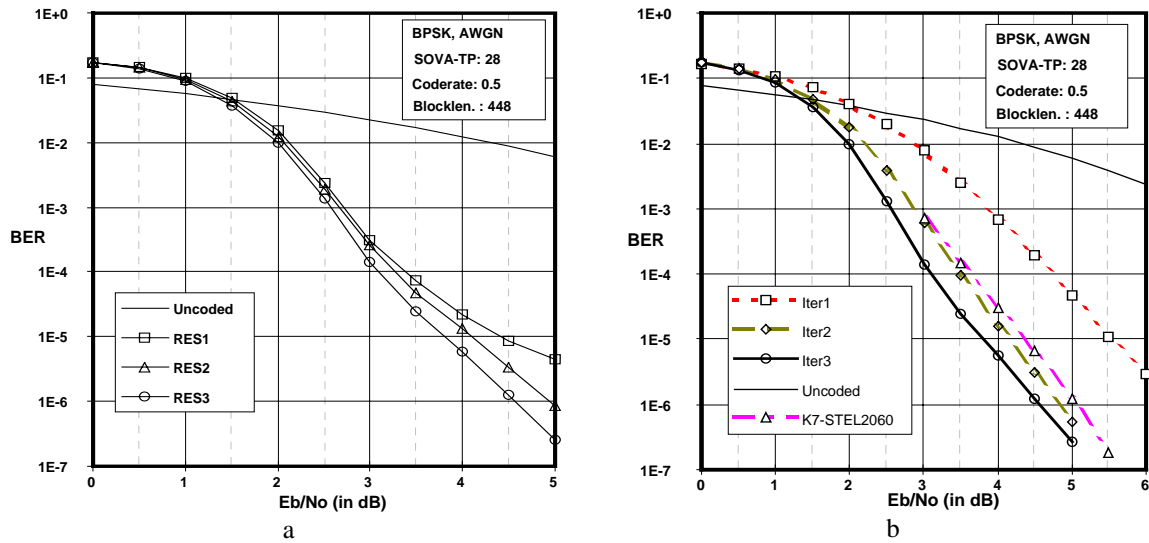 1E+0
1E-1
1E-2
1E-3
BER
1E-4
1E-5
1E-6
1E-7
BPSK, AWGN
SOVA-TP: 28
Coderate: 0.5
Blocklen. : 448
Uncoded
RES1
RES2
RES3
0 1 2 3 4 5
Eb/No (in dB)
a
1E+0
1E-1
1E-2
1E-3
BER
1E-4
1E-5
1E-6
1E-7
BPSK, AWGN
SOVA-TP: 28
Coderate: 0.5
Blocklen. : 448
Iter1
Iter2
Iter3
Uncoded
K7-STEL2060
0 1 2 3 4 5 6
Eb/No (in dB)
b